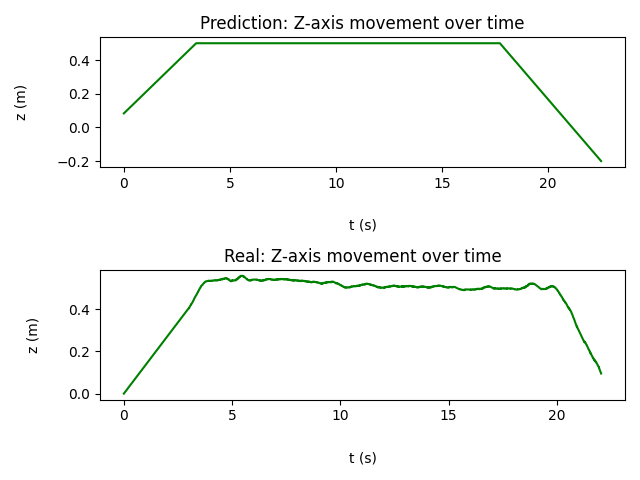 Prediction: Z-axis movement over time
0.4
0.2
0.0
−0.2
z (m)
0 5 10 15 20
t (s)
Real: Z-axis movement over time
0.4
0.2
0.0
z (m)
0 5 10 15 20
t (s)